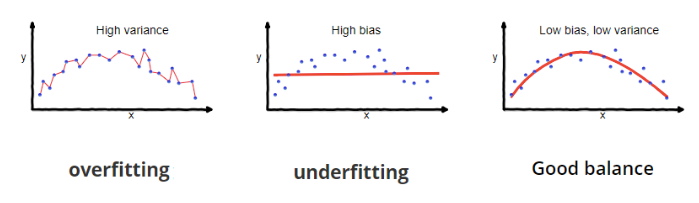 High variance
y
x
overfitting
High bias
y
x
underfitting
Low bias, low variance
y
x
Good balance